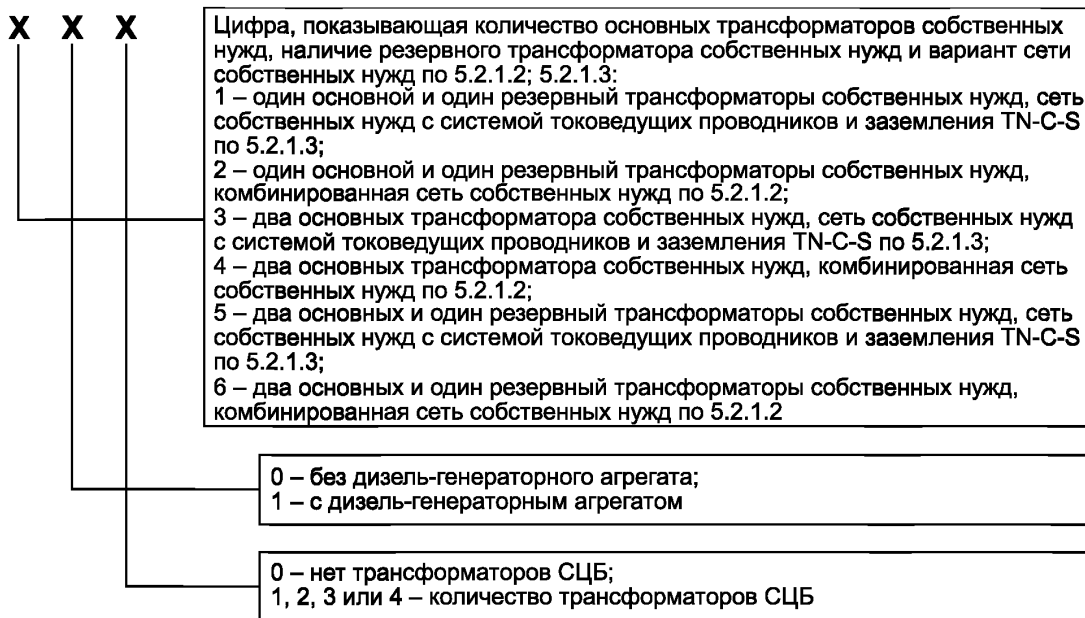 X X X
Цифра, показывающая количество основных трансформаторов собственных
нужд, наличие резервного трансформатора собственных нужд и вариант сети
собственных нужд по 5.2.1.2; 5.2.1.3:
1 – один основной и один резервный трансформаторы собственных нужд, сеть
собственных нужд с системой токоведущих проводников и заземления TN-C-S
по 5.2.1.3;
2 – один основной и один резервный трансформаторы собственных нужд,
комбинированная сеть собственных нужд по 5.2.1.2;
3 – два основных трансформатора собственных нужд, сеть собственных нужд
с системой токоведущих проводников и заземления TN-C-S по 5.2.1.3;
4 – два основных трансформатора собственных нужд, комбинированная сеть
собственных нужд по 5.2.1.2;
5 – два основных и один резервный трансформаторы собственных нужд, сеть
собственных нужд с системой токоведущих проводников и заземления TN-C-S
по 5.2.1.3;
6 – два основных и один резервный трансформаторы собственных нужд,
комбинированная сеть собственных нужд по 5.2.1.2
0 – без дизель-генераторного агрегата;
1 – с дизель-генераторным агрегатом
0 – нет трансформаторов СЦБ;
1, 2, 3 или 4 – количество трансформаторов СЦБ